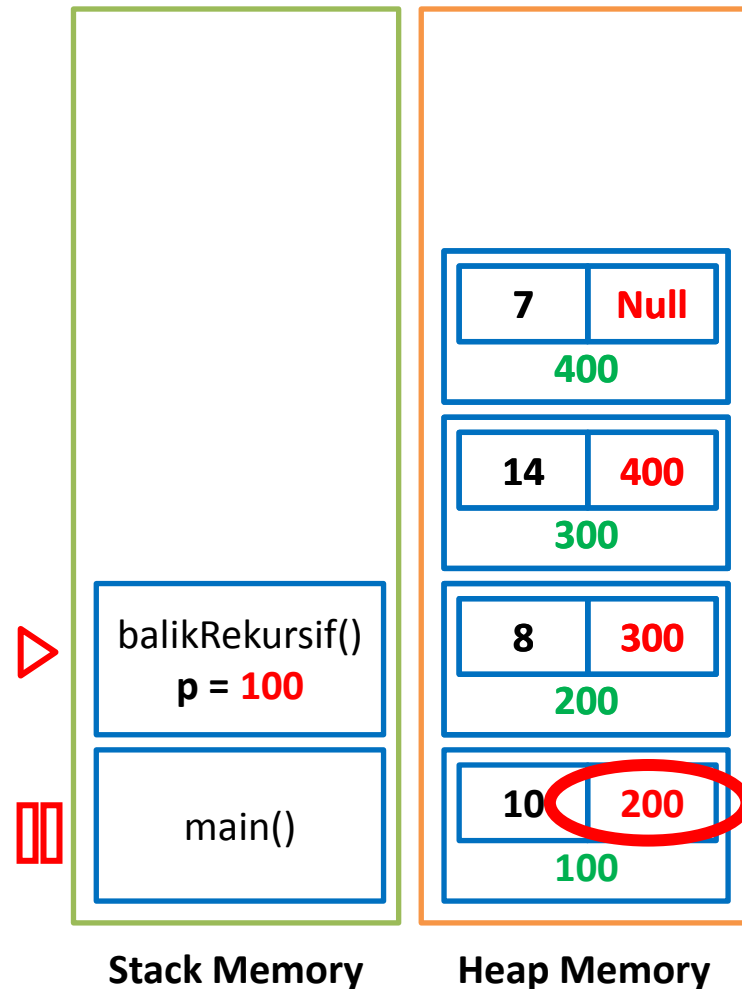 7 Null
400
14 400
300
balikRekursif()
p = 100
8 300
200
main()
10 200
100
Stack Memory
Heap Memory